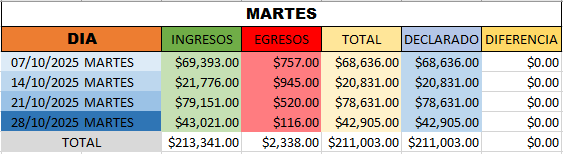 MARTES
DIA INGRESOS EGRESOS TOTAL DECLARADO DIFERENCIA
07/10/2025 MARTES $69,393.00 $757.00 $68,636.00 $68,636.00 $0.00
14/10/2025 MARTES $21,776.00 $945.00 $20,831.00 $20,831.00 $0.00
21/10/2025 MARTES $79,151.00 $520.00 $78,631.00 $78,631.00 $0.00
28/10/2025 MARTES $43,021.00 $116.00 $42,905.00 $42,905.00 $0.00
TOTAL $213,341.00 $2,338.00 $211,003.00 $211,003.00 $0.00